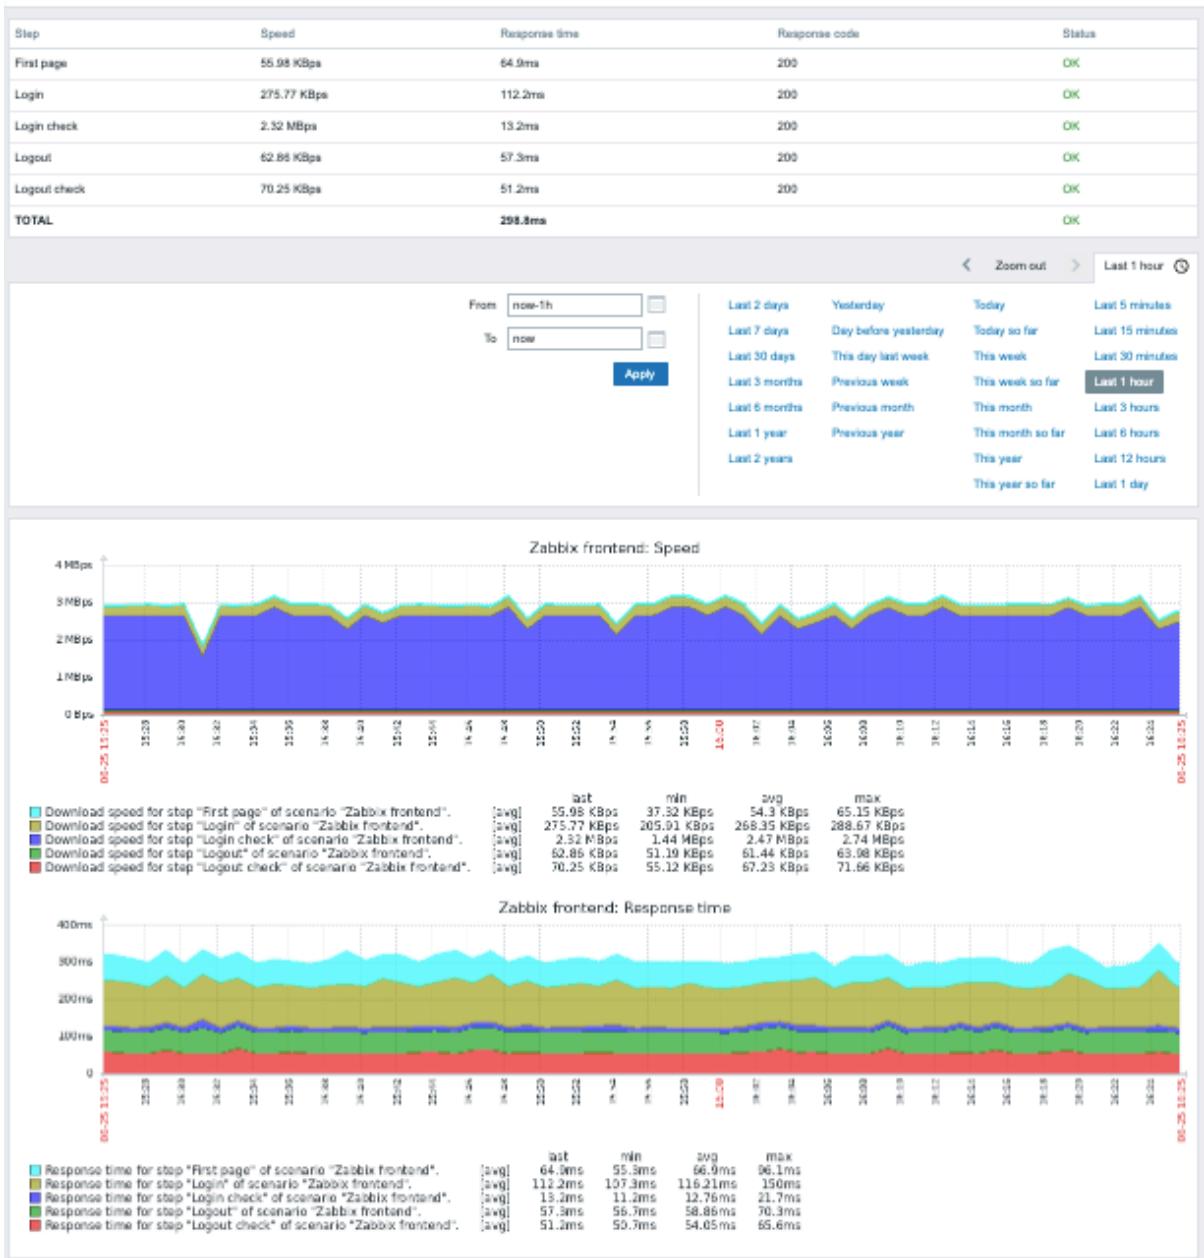 Step Speed Response time Response code Status
First page 55.98 KBps 64.9ms 200 OK
Login 275.77 KBps 112.2ms 200 OK
Login check 2.32 MBps 13.2ms 200 OK
Logout 62.86 KBps 57.3ms 200 OK
Logout check 70.25 KBps 51.2ms 200 OK
TOTAL 298.8ms OK
Zoom out Last 1 hour
From now-1h Last 2 days Yesterday Today Last 5 minutes
To now Last 7 days Day before yesterday Today so far Last 15 minutes
Last 30 days This day last week This week Last 30 minutes
Apply Last 3 months Previous week This week so far Last 1 hour
Last 6 months Previous month This month Last 3 hours
Last 1 year Previous year This month so far Last 6 hours
Last 2 years This year Last 12 hours
This year so far Last 1 day
Zabbix frontend: Speed
4 MBps
3 MBps
2 MBps
1 MBps
0 Bps
last min avg max
Download speed for step "First page" of scenario "Zabbix frontend". [avg] 55.98 KBps 37.32 KBps 54.3 KBps 65.15 KBps
Download speed for step "Login" of scenario "Zabbix frontend". [avg] 275.77 KBps 205.91 KBps 268.35 KBps 288.67 KBps
Download speed for step "Login check" of scenario "Zabbix frontend". [avg] 2.32 MBps 1.44 MBps 2.47 MBps 2.74 MBps
Download speed for step "Logout" of scenario "Zabbix frontend". [avg] 62.86 KBps 51.19 KBps 61.44 KBps 63.98 KBps
Download speed for step "Logout check" of scenario "Zabbix frontend". [avg] 70.25 KBps 55.12 KBps 67.23 KBps 71.66 KBps
Zabbix frontend: Response time
400ms
300ms
200ms
100ms
0
last min avg max
Response time for step "First page" of scenario "Zabbix frontend". [avg] 64.9ms 55.3ms 66.9ms 96.1ms
Response time for step "Login" of scenario "Zabbix frontend". [avg] 112.2ms 107.3ms 116.21ms 150ms
Response time for step "Login check" of scenario "Zabbix frontend". [avg] 13.2ms 11.2ms 12.76ms 21.7ms
Response time for step "Logout" of scenario "Zabbix frontend". [avg] 57.3ms 56.7ms 58.86ms 70.3ms
Response time for step "Logout check" of scenario "Zabbix frontend". [avg] 51.2ms 50.7ms 54.05ms 65.6ms